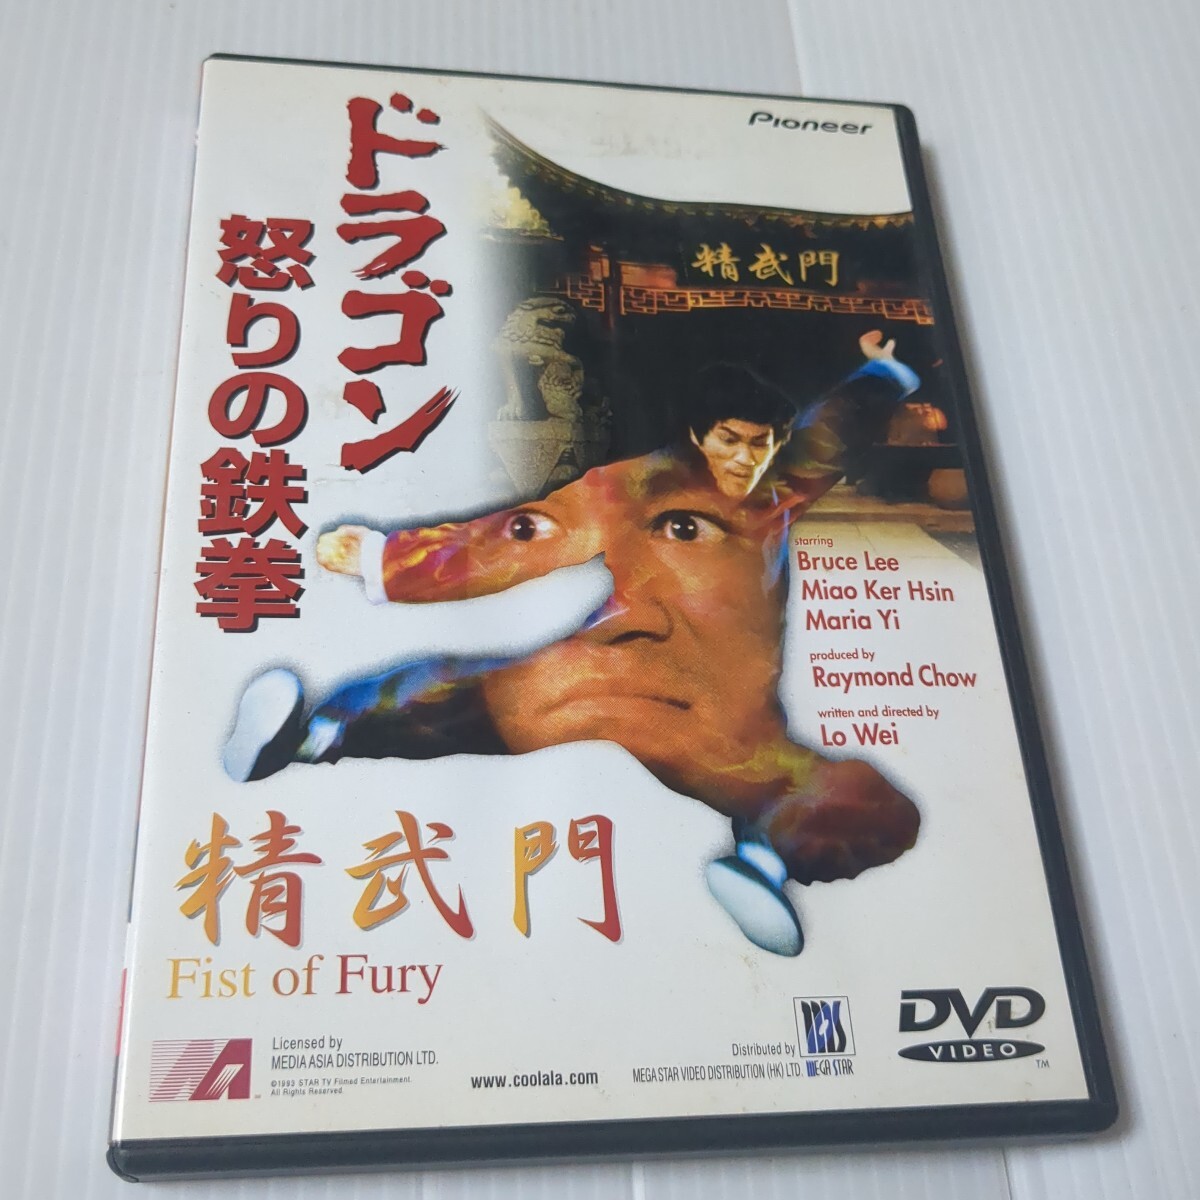 Pioneer
ドラゴン
怒りの鉄拳
精武門
starring
Bruce Lee
Miao Ker Hsin
Maria Yi
produced by
Raymond Chow
written and directed by
Lo Wei
精武門
Fist of Fury
Licensed by
MEDIA ASIA DISTRIBUTION LTD.
©1993 STAR TV Filmed Entertainment.
All Rights Reserved.
www.coolala.com
Distributed by
MEGA STAR VIDEO DISTRIBUTION (HK) LTD.
MEGA STAR
DVD
VIDEO
TM